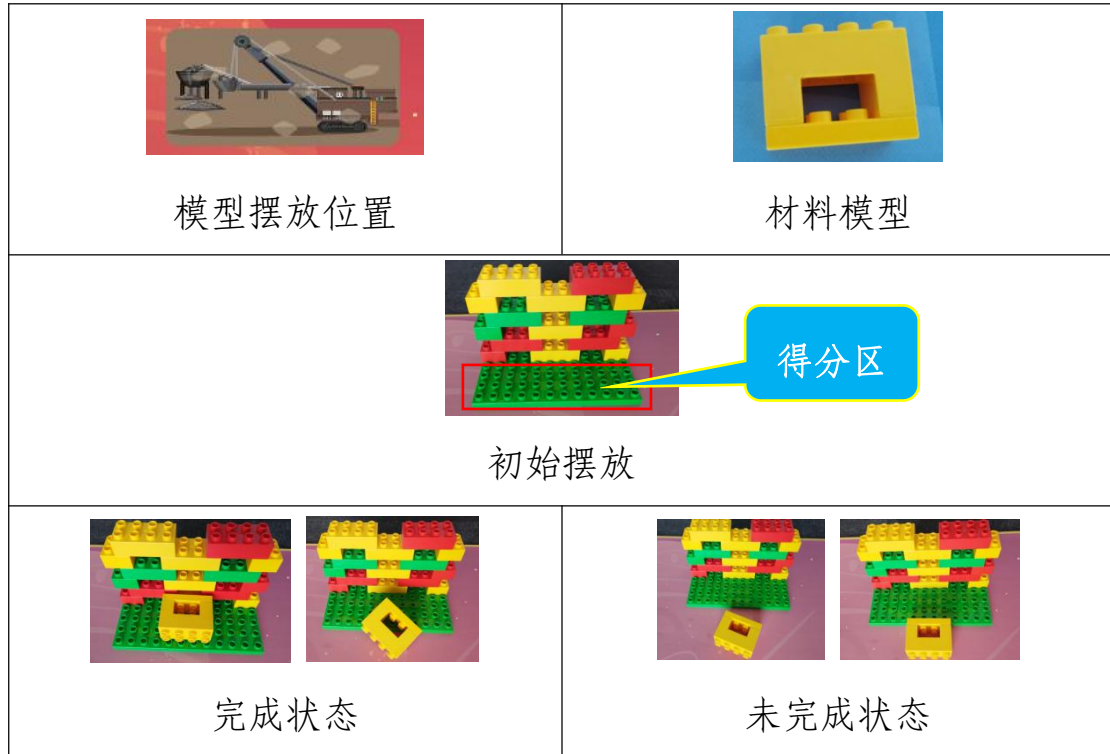 模型摆放位置
材料模型
得分区
初始摆放
完成状态
未完成状态